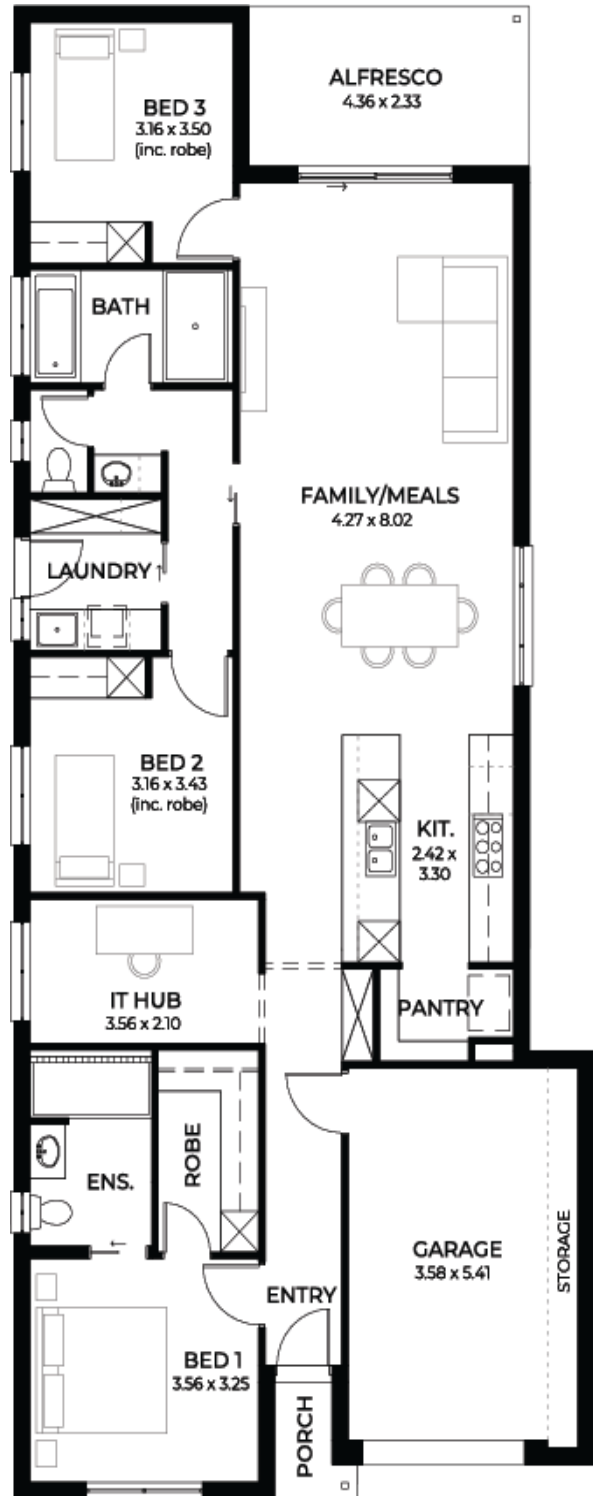 ALFRESCO
4.36 x 2.33
BED 3
3.16 x 3.50
(inc. robe)
BATH
FAMILY/MEALS
4.27 x 8.02
LAUNDRY
BED 2
3.16 x 3.43
(inc. robe)
KIT.
2.42 x
3.30
IT HUB
3.56 x 2.10
PANTRY
ROBE
ENS.
STORAGE
GARAGE
3.58 x 5.41
ENTRY
BED 1
3.56 x 3.25
PORCH